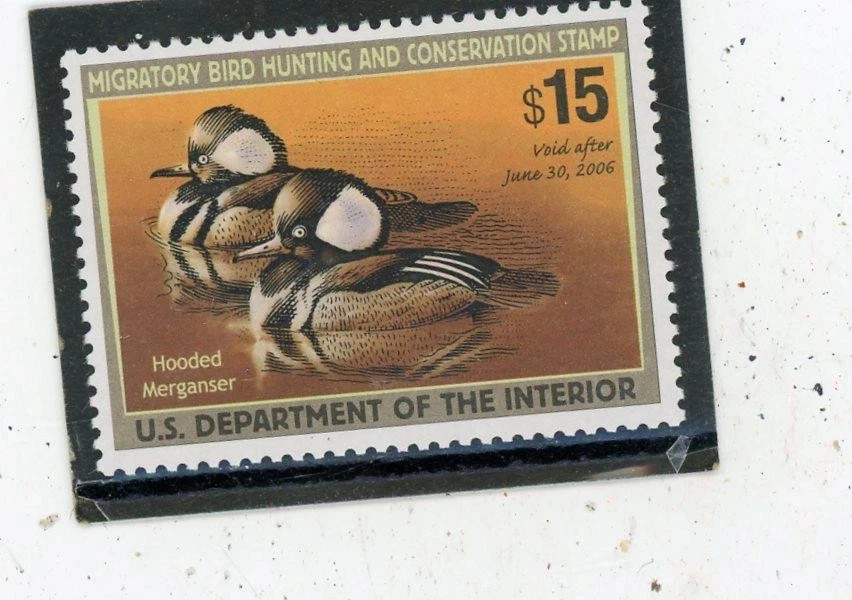 MIGRATORY BIRD HUNTING AND CONSERVATION STAMP
$15
Void after
June 30, 2006
Hooded
Merganser
U.S. DEPARTMENT OF THE INTERIOR